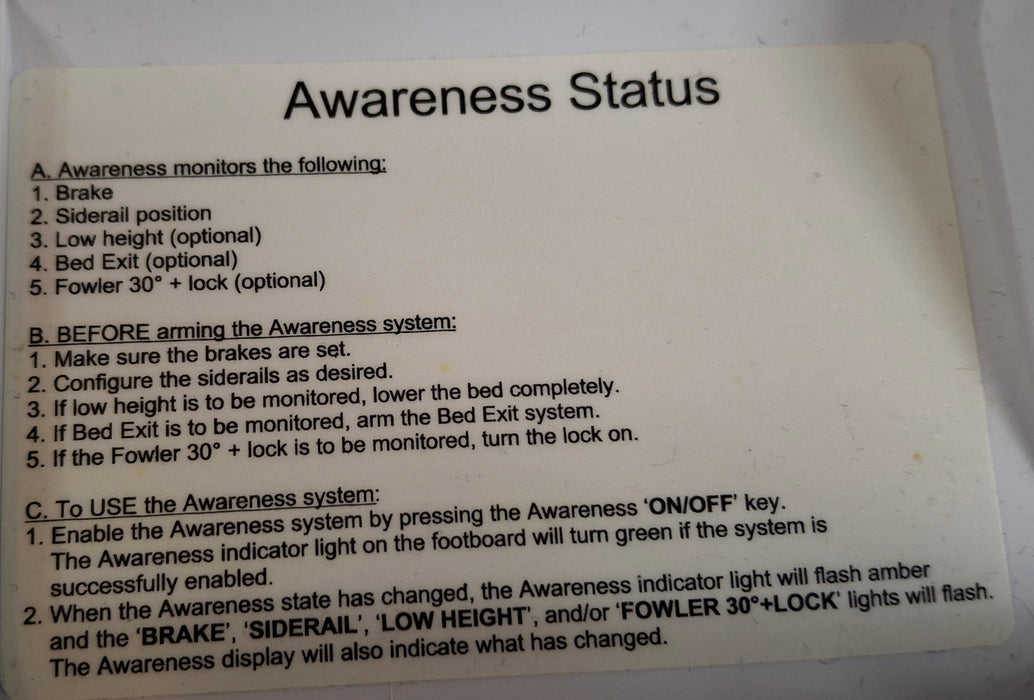 Awareness Status
A. Awareness monitors the following:
1. Brake
2. Siderail position
3. Low height (optional)
4. Bed Exit (optional)
5. Fowler 30° + lock (optional)
B. BEFORE arming the Awareness system:
1. Make sure the brakes are set.
2. Configure the siderails as desired.
3. If low height is to be monitored, lower the bed completely.
4. If Bed Exit is to be monitored, arm the Bed Exit system.
5. If the Fowler 30° + lock is to be monitored, turn the lock on.
C. To USE the Awareness system:
1. Enable the Awareness system by pressing the Awareness ‘ON/OFF’ key.
The Awareness indicator light on the footboard will turn green if the system is
successfully enabled.
2. When the Awareness state has changed, the Awareness indicator light will flash amber
and the ‘BRAKE’, ‘SIDERAIL’, ‘LOW HEIGHT’, and/or ‘FOWLER 30°+LOCK’ lights will flash.
The Awareness display will also indicate what has changed.